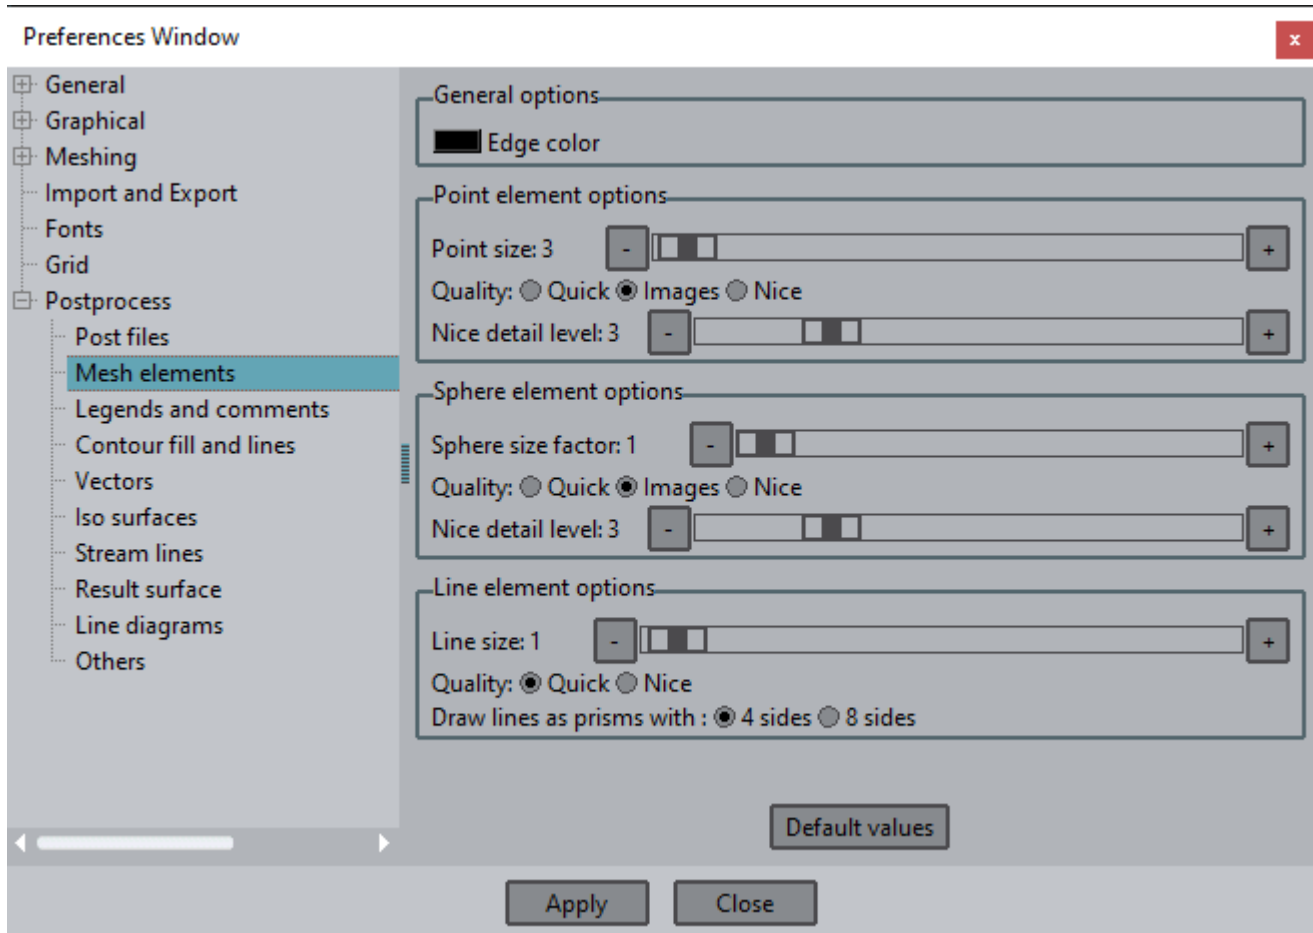 Preferences Window
x
General
Graphical
Meshing
Import and Export
Fonts
Grid
Postprocess
Post files
Mesh elements
Legends and comments
Contour fill and lines
Vectors
Iso surfaces
Stream lines
Result surface
Line diagrams
Others
General options
Edge color
Point element options
Point size: 3 - +
Quality: Quick Images Nice
Nice detail level: 3 - +
Sphere element options
Sphere size factor: 1 - +
Quality: Quick Images Nice
Nice detail level: 3 - +
Line element options
Line size: 1 - +
Quality: Quick Nice
Draw lines as prisms with : 4 sides 8 sides
Default values
Apply Close